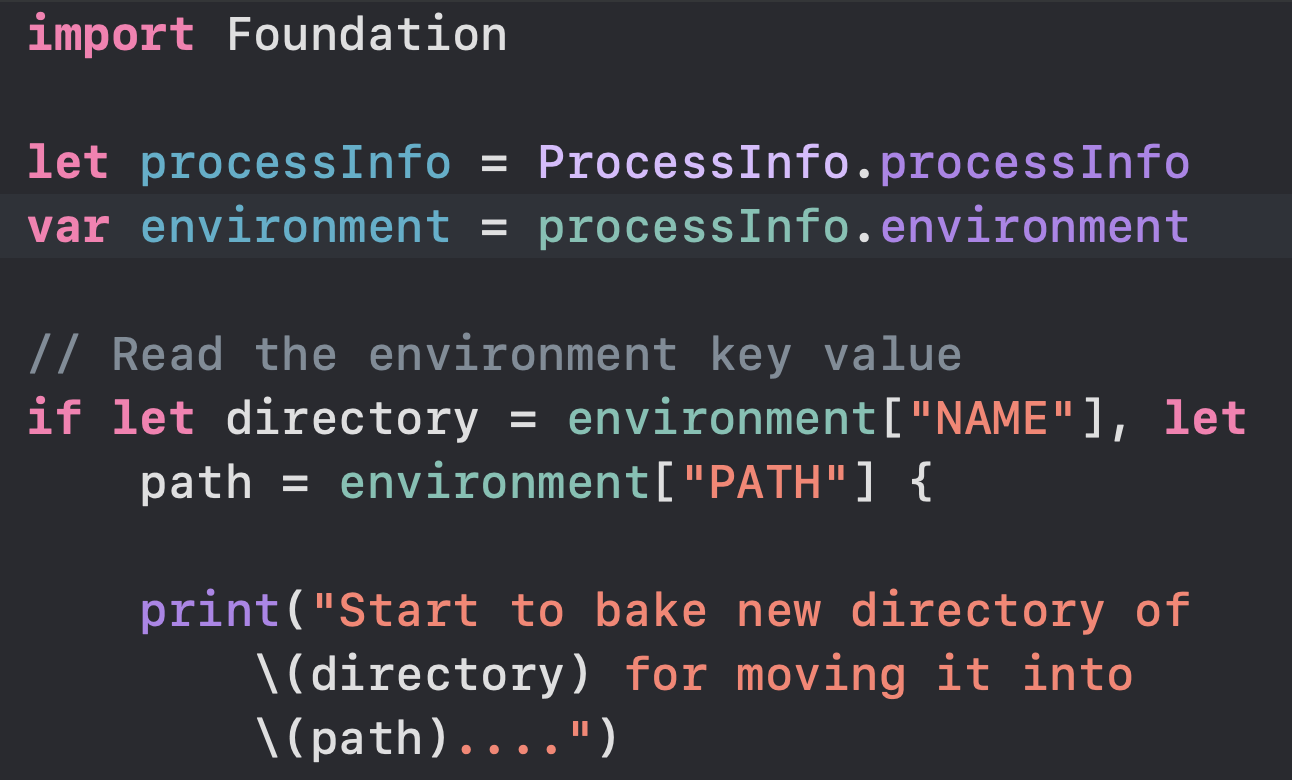 import Foundation
let processInfo = ProcessInfo.processInfo
var environment = processInfo.environment
// Read the environment key value
if let directory = environment["NAME"], let
path = environment["PATH"] {
print("Start to bake new directory of
\(directory) for moving it into
\(path)....")